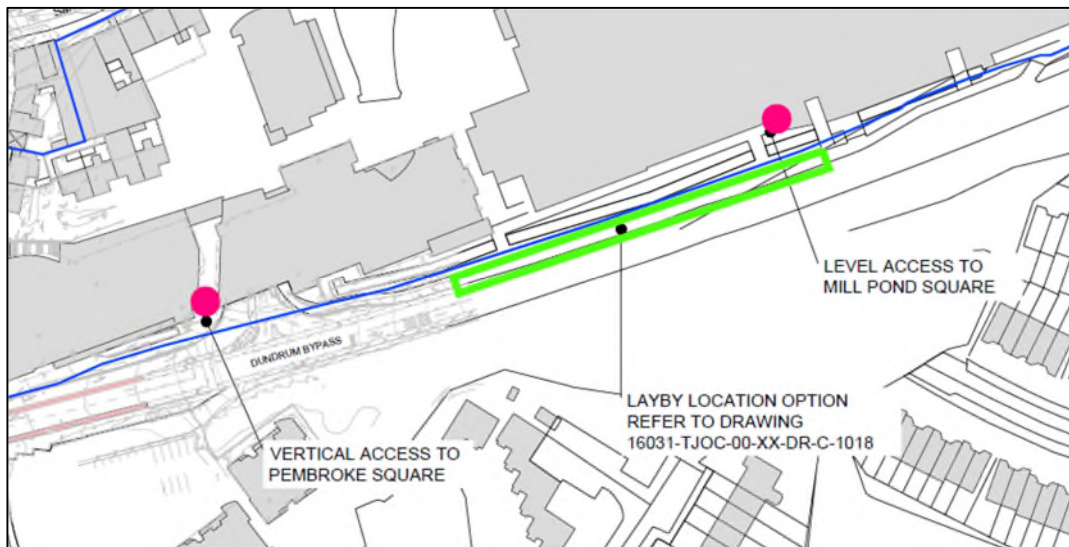 LEVEL ACCESS TO
MILL POND SQUARE
DUNDRUM BYPASS
LAYBY LOCATION OPTION
REFER TO DRAWING
16031-TJOC-00-XX-DR-C-1018
VERTICAL ACCESS TO
PEMBROKE SQUARE